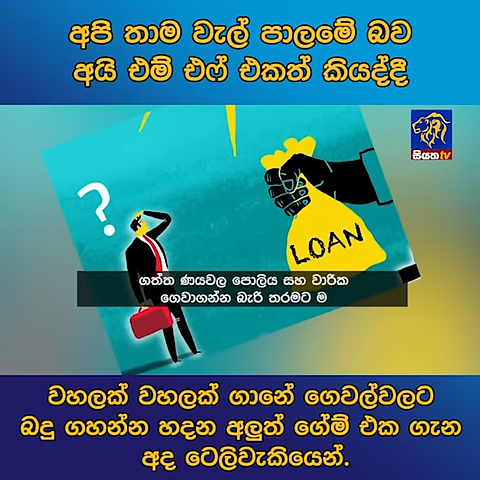 අපි තාම වැල් පාලමේ බව
අයි එම් එෆ් එකත් කියද්දී
සියත tv
?
LOAN
ගත්ත ණයවල පොලිය සහ වාරික
ගෙවාගන්න බැරි තරමට ම
වහලක් වහලක් ගානේ ගෙවල්වලට
බදු ගහන්න හදන අලුත් ගේම් එක ගැන
අද ටෙලිවැකියෙන්.